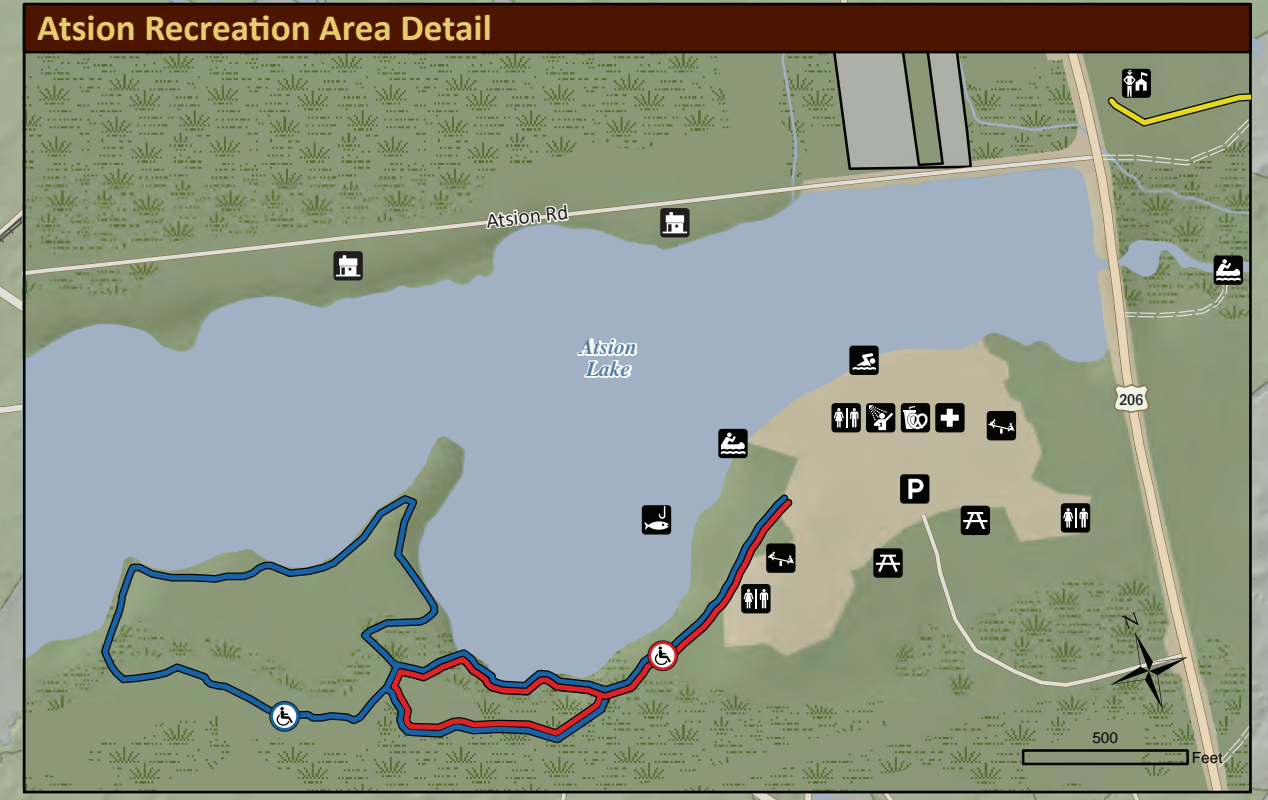 Atsion Recreation Area Detail
Atsion Rd
Atsion
Lake
206
P
N
500
Feet